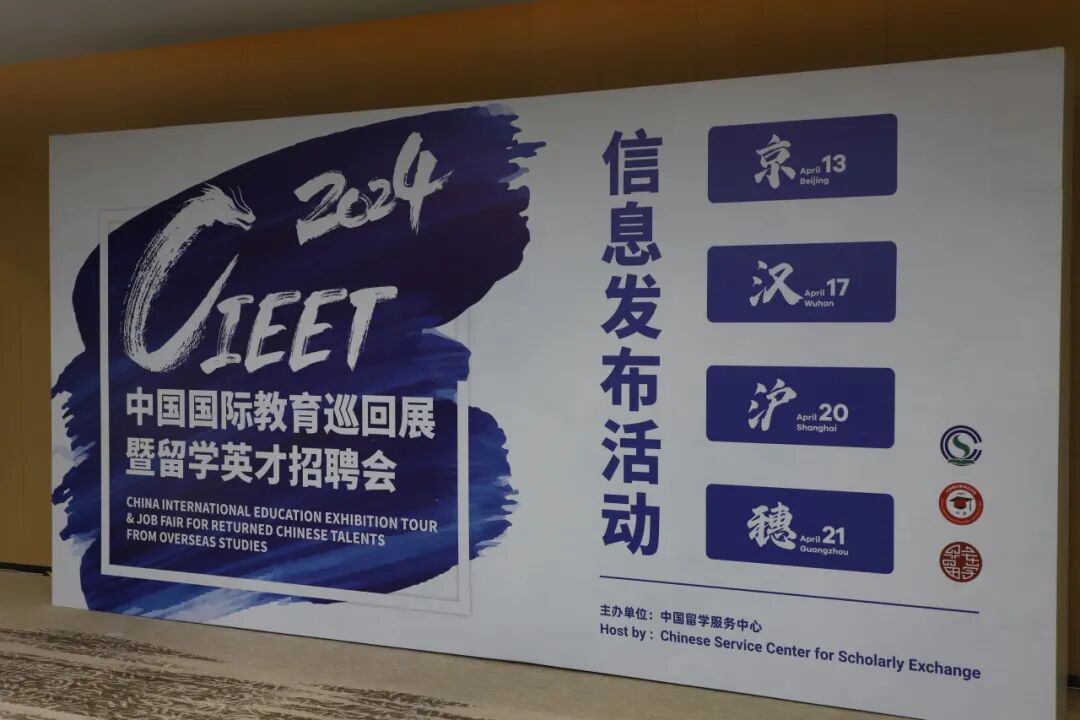 2024
CIEET
中国国际教育巡回展
暨留学英才招聘会
CHINA INTERNATIONAL EDUCATION EXHIBITION TOUR
& JOB FAIR FOR RETURNED CHINESE TALENTS
FROM OVERSEAS STUDIES
信息发布活动
京 April 13
Beijing
汉 April 17
Wuhan
沪 April 20
Shanghai
穗 April 21
Guangzhou
主办单位：中国留学服务中心
Host by : Chinese Service Center for Scholarly Exchange